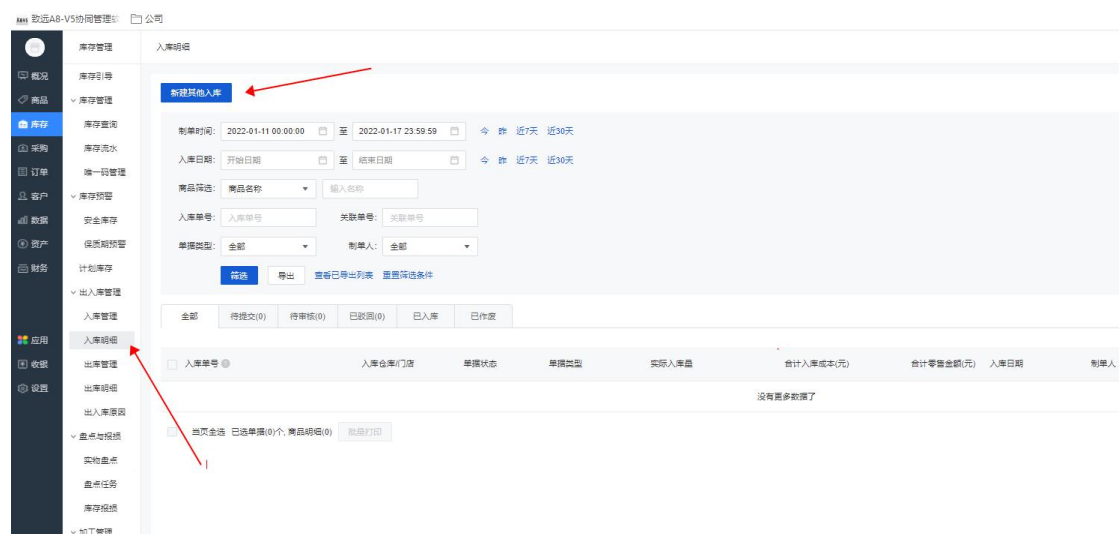 致远A8-V5协同管理软 公司
库存管理 入库明细
概况 库存引导
新建其他入库
商品 库存管理
库存 库存查询 制单时间: 2022-01-11 00:00:00 至 2022-01-17 23:59:59 今 昨 近7天 近30天
采购 库存流水 入库日期: 开始日期 至 结束日期 今 昨 近7天 近30天
订单 唯一码管理
客户 库存预警 商品筛选: 商品名称 输入名称
数据 安全库存 入库单号: 入库单号 关联单号: 关联单号
资产 保质期预警 单据类型: 全部 制单人: 全部
财务 计划库存 筛选 导出 查看已导出列表 重置筛选条件
出入库管理
入库管理 全部 待提交(0) 待审核(0) 已驳回(0) 已入库 已作废
应用 入库明细
收银 出库管理 入库单号 入库仓库/门店 单据状态 单据类型 实际入库量 合计入库成本(元) 合计零售金额(元) 入库日期 制单人
设置 出库明细
没有更多数据了
出入库原因
盘点与报损 当页全选 已选单据(0)个, 商品明细(0) 批量打印
实物盘点
盘点任务
库存报损
加工管理